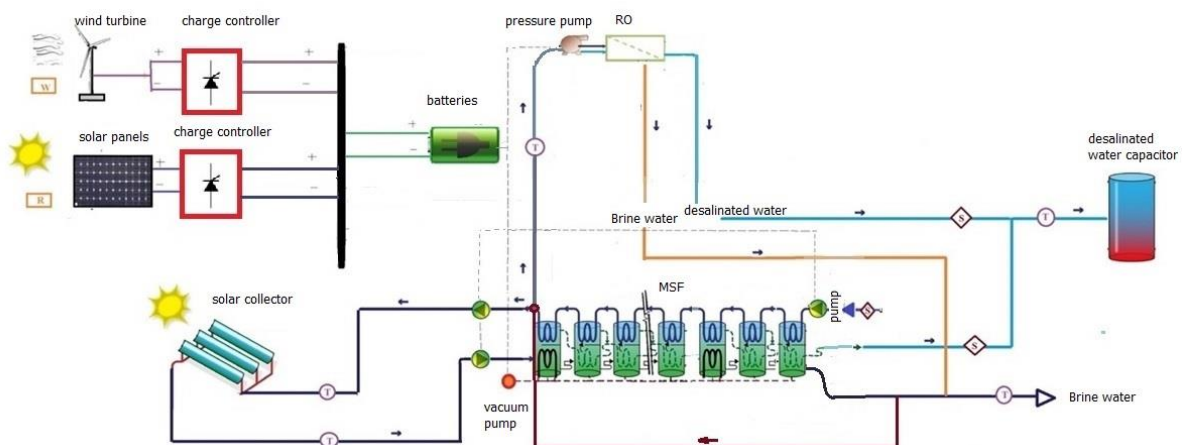 wind turbine
charge controller
pressure pump
RO
+
+
W
−
−
batteries
+
−
charge controller
solar panels
+
+
−
−
R
T
desalinated
water capacitor
desalinated water
Brine water
S
T
solar collector
MSF
pump
S
S
T
T
vacuum
pump
T
Brine water